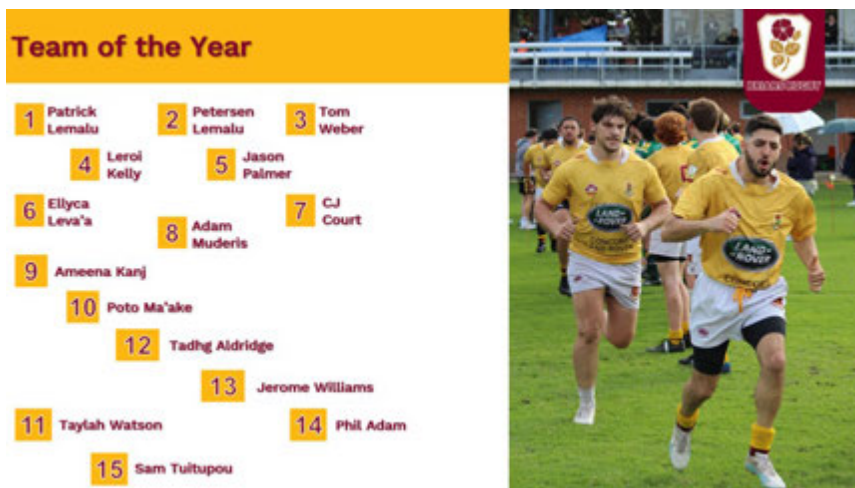 Team of the Year
BRIARS RUGBY
1 Patrick
Lemalu
2 Petersen
Lemalu
3 Tom
Weber
4 Leroi
Kelly
5 Jason
Palmer
6 Ellyca
Leva'a
7 CJ
Court
8 Adam
Muderis
9 Ameena Kanj
10 Poto Ma'ake
12 Tadhg Aldridge
13 Jerome Williams
11 Taylah Watson
14 Phil Adam
15 Sam Tuitupou
LAND-
ROVER
LAND-
ROVER